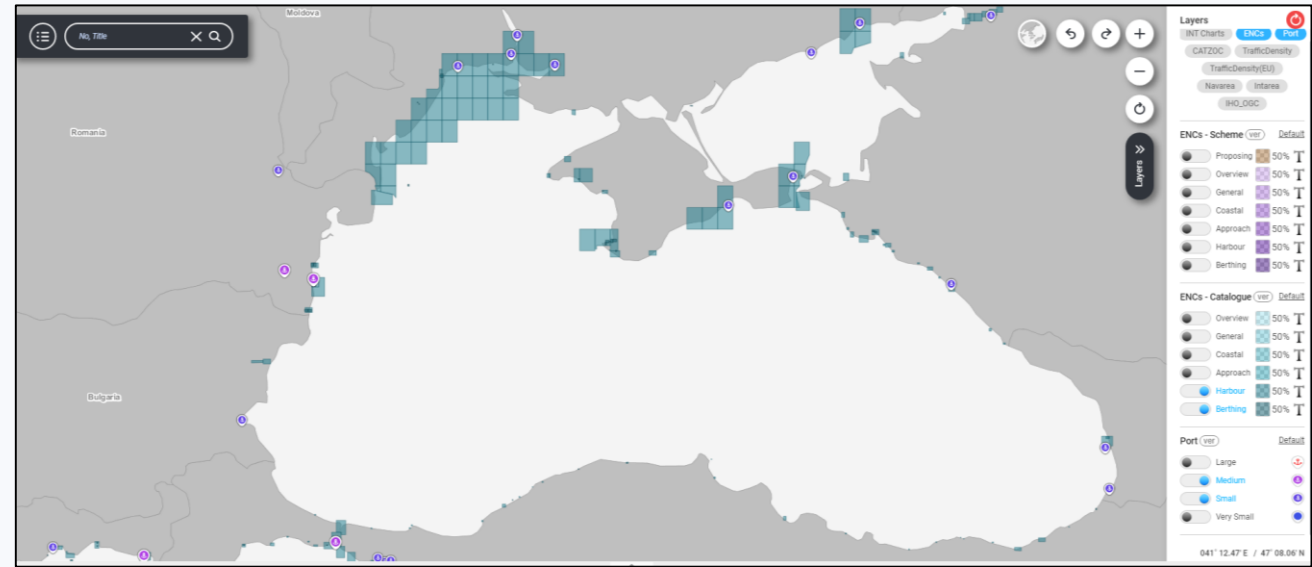 Moldova
No, Title
Romania
Bulgaria
Layers
Layers
INT Charts ENCs Port
CATZOC TrafficDensity
TrafficDensity(EU)
Navarea Intarea
IHO_OGC
ENCs - Scheme ver Default
Proposing 50% T
Overview 50% T
General 50% T
Coastal 50% T
Approach 50% T
Harbour 50% T
Berthing 50% T
ENCs - Catalogue ver Default
Overview 50% T
General 50% T
Coastal 50% T
Approach 50% T
Harbour 50% T
Berthing 50% T
Port ver Default
Large
Medium
Small
Very Small
041° 12.47' E / 47° 08.06' N